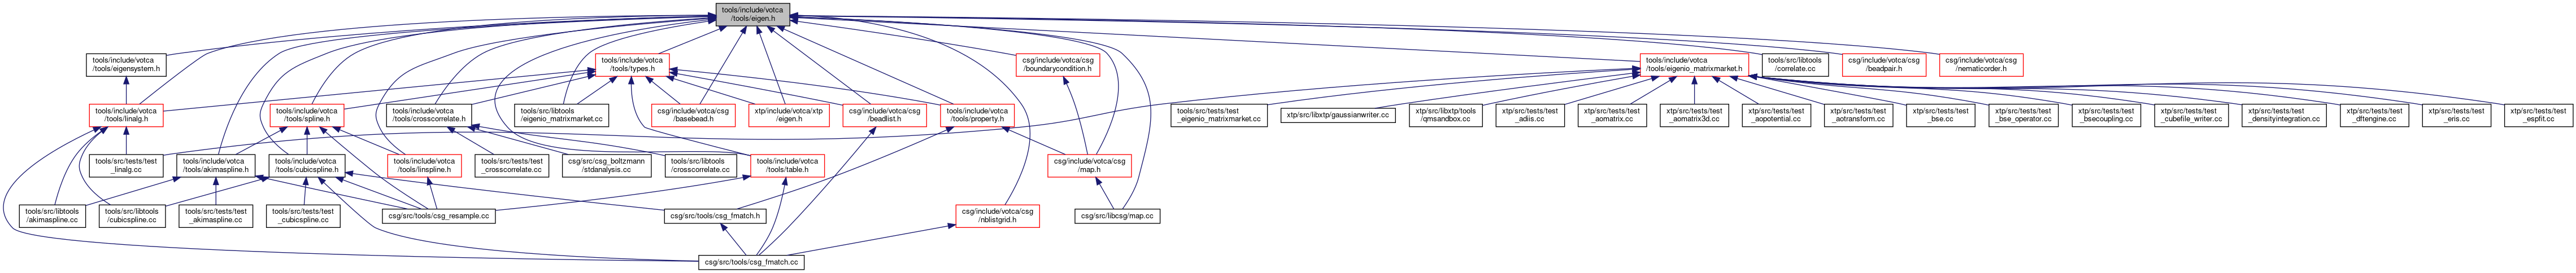 tools/include/votca
/tools/eigen.h
tools/include/votca
/tools/eigensystem.h
tools/include/votca
/tools/types.h
csg/include/votca/csg
/boundarycondition.h
tools/include/votca
/tools/eigenio_matrixmarket.h
tools/src/libtools
/correlate.cc
csg/include/votca/csg
/beadpair.h
csg/include/votca/csg
/nematicorder.h
tools/include/votca
/tools/linalg.h
tools/include/votca
/tools/spline.h
tools/include/votca
/tools/crosscorrelate.h
tools/src/libtools
/eigenio_matrixmarket.cc
csg/include/votca/csg
/basebead.h
xtp/include/votca/xtp
/eigen.h
csg/include/votca/csg
/beadlist.h
tools/include/votca
/tools/property.h
tools/src/tests/test
_eigenio_matrixmarket.cc
xtp/src/libxtp/gaussianwriter.cc
xtp/src/libxtp/tools
/qmsandbox.cc
xtp/src/tests/test
_adiis.cc
xtp/src/tests/test
_aomatrix.cc
xtp/src/tests/test
_aomatrix3d.cc
xtp/src/tests/test
_aopotential.cc
xtp/src/tests/test
_aotransform.cc
xtp/src/tests/test
_bse.cc
xtp/src/tests/test
_bse_operator.cc
xtp/src/tests/test
_bsecoupling.cc
xtp/src/tests/test
_cubefile_writer.cc
xtp/src/tests/test
_densityintegration.cc
xtp/src/tests/test
_dftengine.cc
xtp/src/tests/test
_eris.cc
xtp/src/tests/test
_espfit.cc
tools/src/tests/test
_linalg.cc
tools/include/votca
/tools/akimaspline.h
tools/include/votca
/tools/cubicspline.h
tools/include/votca
/tools/linspline.h
tools/src/tests/test
_crosscorrelate.cc
csg/src/csg_boltzmann
/stdanalysis.cc
tools/src/libtools
/crosscorrelate.cc
tools/include/votca
/tools/table.h
csg/include/votca/csg
/map.h
tools/src/libtools
/akimaspline.cc
tools/src/libtools
/cubicspline.cc
tools/src/tests/test
_akimaspline.cc
tools/src/tests/test
_cubicspline.cc
csg/src/tools/csg_resample.cc
csg/src/tools/csg_fmatch.h
csg/include/votca/csg
/nblistgrid.h
csg/src/libcsg/map.cc
csg/src/tools/csg_fmatch.cc